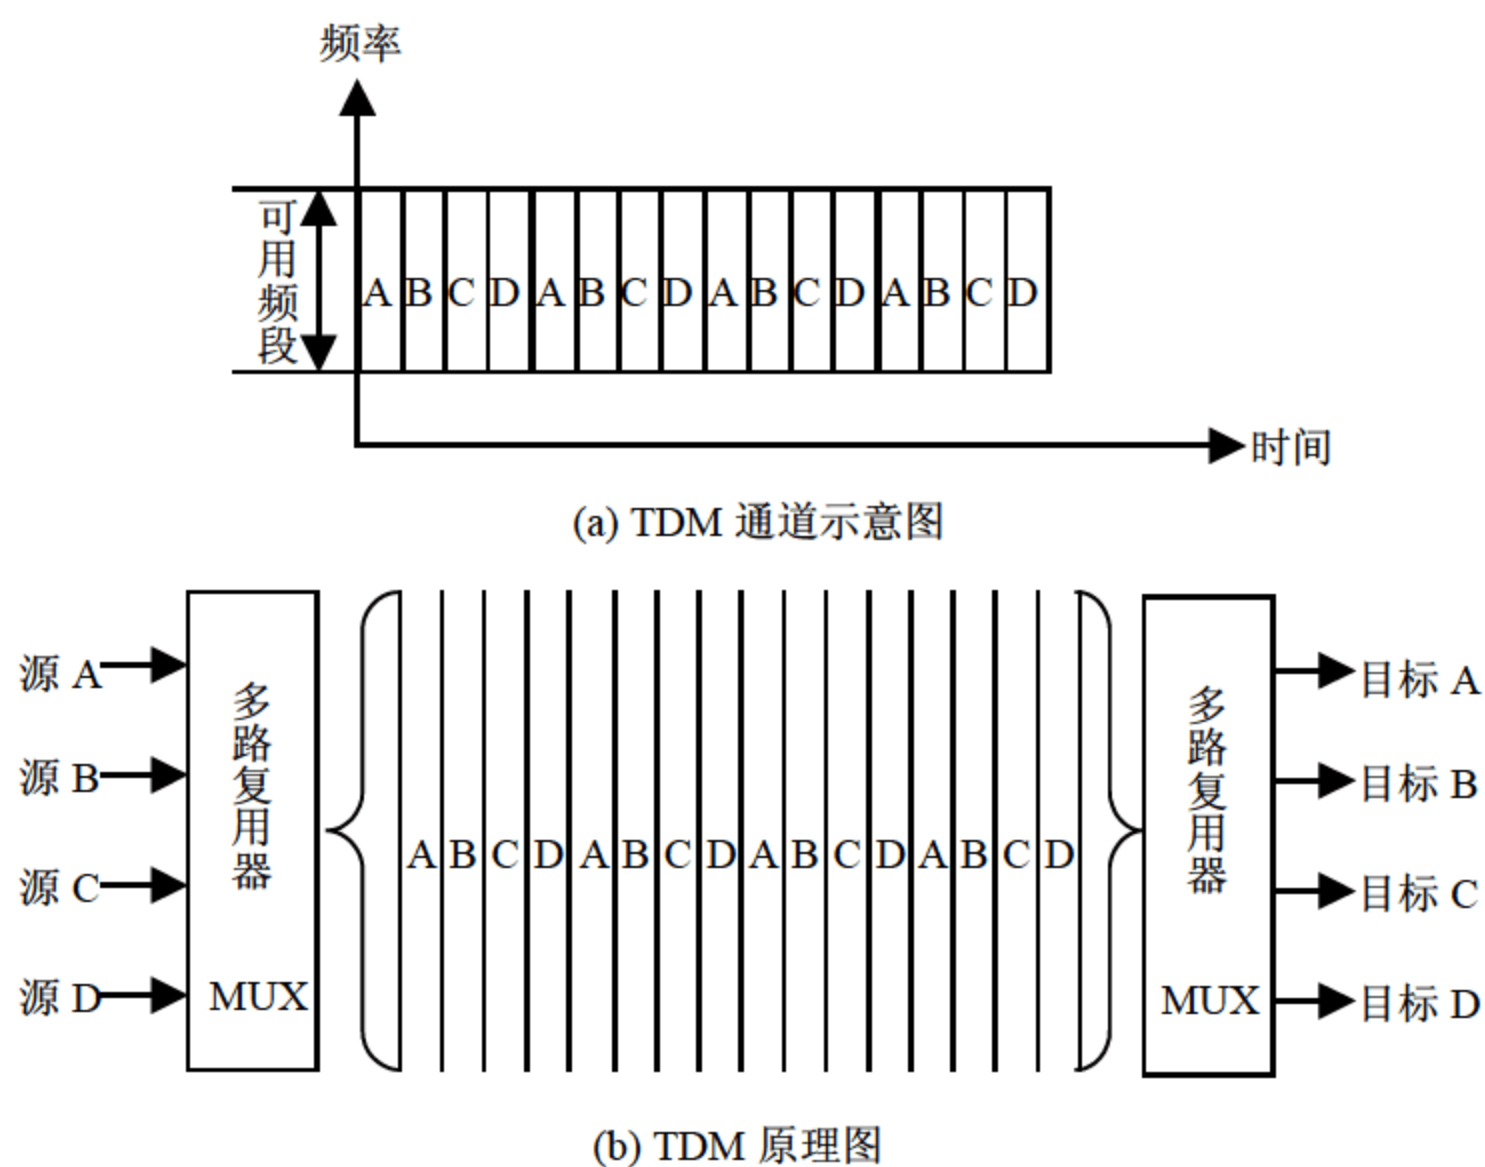 频率
可用频段
A B C D A B C D A B C D A B C D
时间
(a) TDM 通道示意图
源 A
源 B
源 C
源 D
多路复用器
MUX
A B C D A B C D A B C D A B C D
多路复用器
MUX
目标 A
目标 B
目标 C
目标 D
(b) TDM 原理图